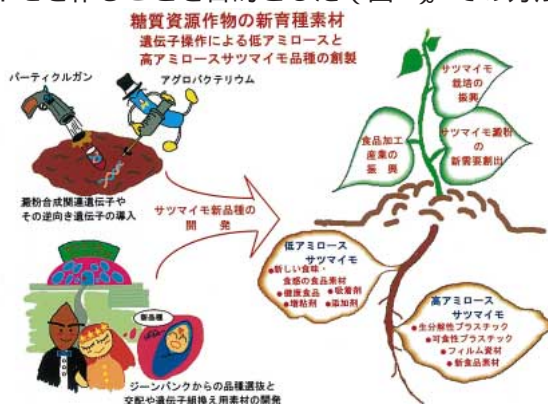 糖質資源作物の新育種素材
遺伝子操作による低アミロースと
高アミロースサツマイモ品種の創製
パーティクルガン
アグロバクテリウム
澱粉合成関連遺伝子や
その逆向き遺伝子の導入
サツマイモ新品種の
開 発
新品種
ジーンバンクからの品種選抜と
交配や遺伝子組換え用素材の開発
サツマイモ
栽培の
振興
食品加工
産業の
振 興
サツマイモ澱粉の
新需要創出
低アミロース
サツマイモ
●新しい食味・
食感の食品素材
●健康食品 ●吸着剤
●増粘剤 ●添加剤
高アミロース
サツマイモ
●生分解性プラスチック
●可食性プラスチック
●フィルム資材
●新食品素材